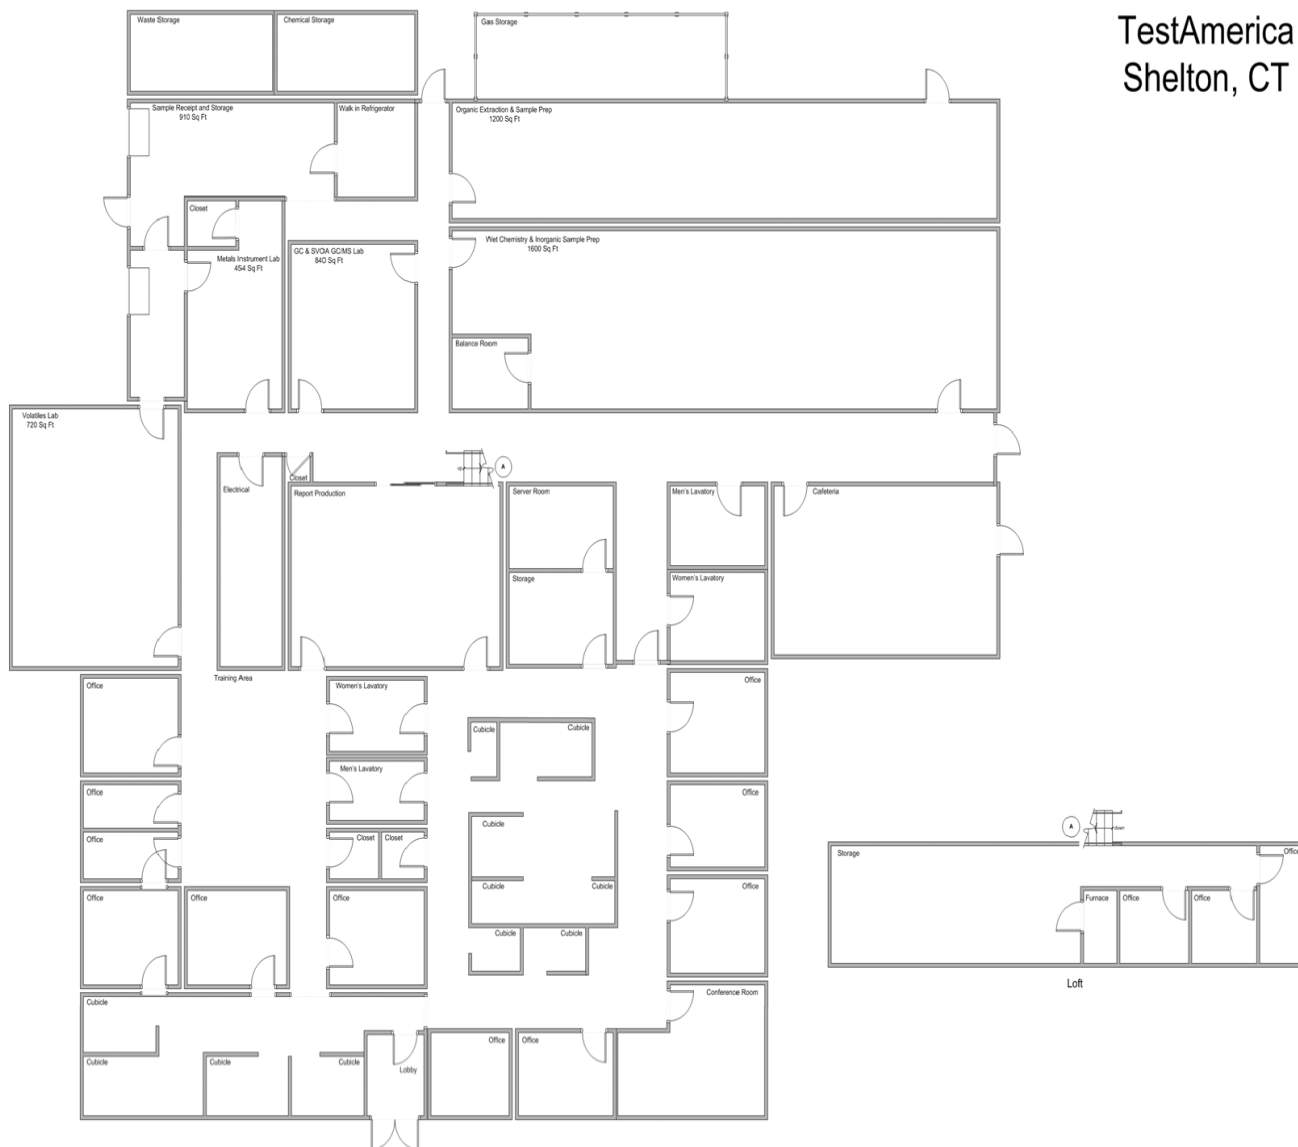 TestAmerica
Shelton, CT
Waste Storage
Chemical Storage
Gas Storage
Sample Receipt and Storage
910 Sq Ft
Walk in Refrigerator
Organic Extraction & Sample Prep
1200 Sq Ft
Closet
Metals Instrument Lab
454 Sq Ft
GC & SVOA GC/MS Lab
840 Sq Ft
Wet Chemistry & Inorganic Sample Prep
1600 Sq Ft
Balance Room
Volatiles Lab
720 Sq Ft
Electrical
Closet
up
A
Report Production
Server Room
Men's Lavatory
Cafeteria
Storage
Women's Lavatory
Training Area
Office
Women's Lavatory
Office
Cubicle
Cubicle
Men's Lavatory
Office
Office
Cubicle
Office
Closet
Closet
Office
Office
Office
Cubicle
Cubicle
Office
Cubicle
Cubicle
Cubicle
Conference Room
Cubicle
Cubicle
Cubicle
Lobby
Office
Office
A
down
Storage
Office
Furnace
Office
Office
Loft